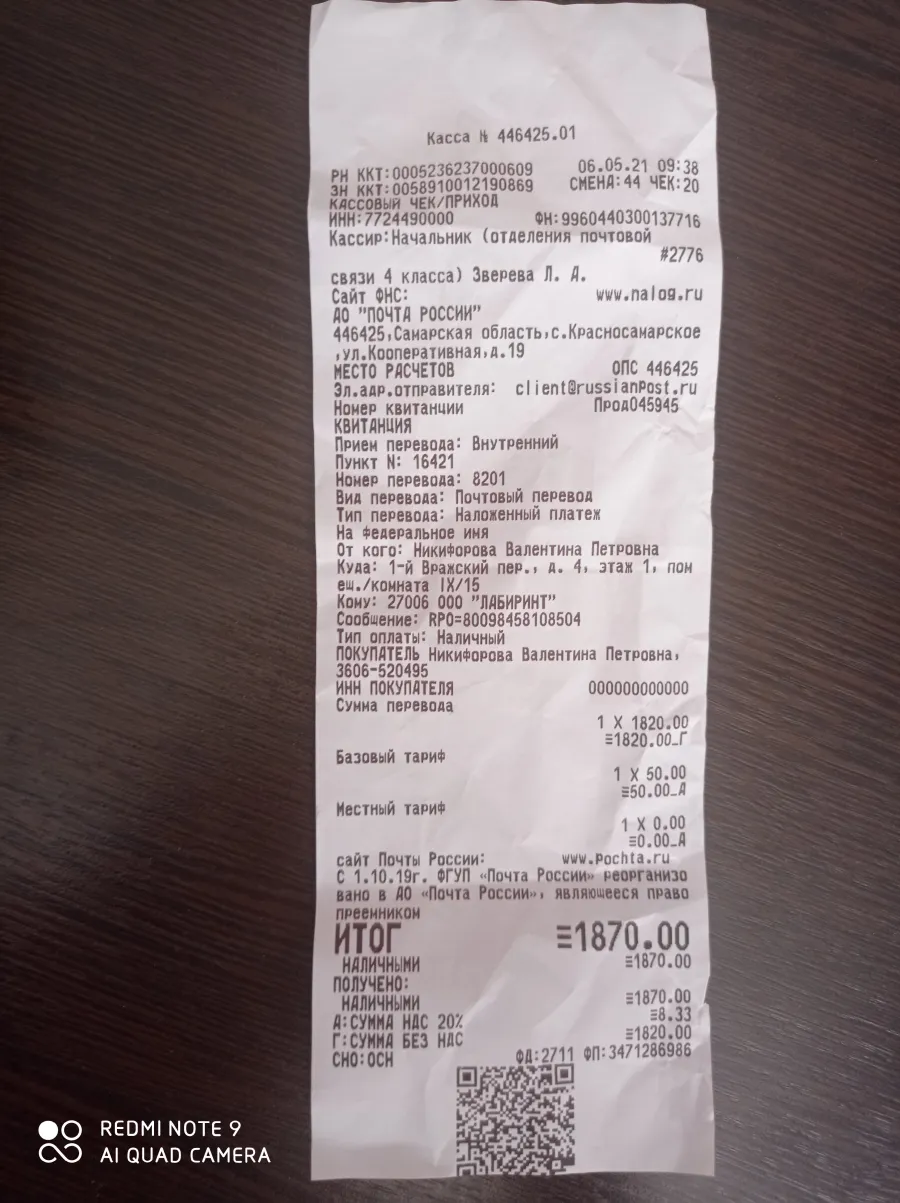 Касса № 446425.01
РН ККТ:0005236237000609 06.05.21 09:38
ЗН ККТ:0058910012190869 СМЕНА:44 ЧЕК:20
КАССОВЫЙ ЧЕК/ПРИХОД
ИНН:7724490000 ФН:9960440300137716
Кассир:Начальник (отделения почтовой
#2776
связи 4 класса) Зверева Л. А.
Сайт ФНС: www.nalog.ru
АО "ПОЧТА РОССИИ"
446425,Самарская область,с.Красносамарское
,ул.Кооперативная,д.19
МЕСТО РАСЧЕТОВ ОПС 446425
Эл.адр.отправителя: client@russianpost.ru
Номер квитанции Прод045945
КВИТАНЦИЯ
Прием перевода: Внутренний
Пункт N: 16421
Номер перевода: 8201
Вид перевода: Почтовый перевод
Тип перевода: Наложенный платеж
На федеральное имя
От кого: Никифорова Валентина Петровна
Куда: 1-й Вражский пер., д. 4, этаж 1, пом
ещ./комната IX/15
Кому: 27006 ООО "ЛАБИРИНТ"
Сообщение: RPO=80098458108504
Тип оплаты: Наличный
ПОКУПАТЕЛЬ Никифорова Валентина Петровна,
3606-520495
ИНН ПОКУПАТЕЛЯ 000000000000
Сумма перевода
1 X 1820.00
≡1820.00_Г
Базовый тариф
1 X 50.00
≡50.00_А
Местный тариф
1 X 0.00
≡0.00_А
сайт Почты России: www.pochta.ru
С 1.10.19г. ФГУП «Почта России» реорганизо
вано в АО «Почта России», являющееся право
преемником
ИТОГ ≡1870.00
НАЛИЧНЫМИ ≡1870.00
ПОЛУЧЕНО:
НАЛИЧНЫМИ ≡1870.00
А:СУММА НДС 20% ≡8.33
Г:СУММА БЕЗ НДС ≡1820.00
СНО:ОСН ФД:2711 ФП:3471286986
REDMI NOTE 9
AI QUAD CAMERA